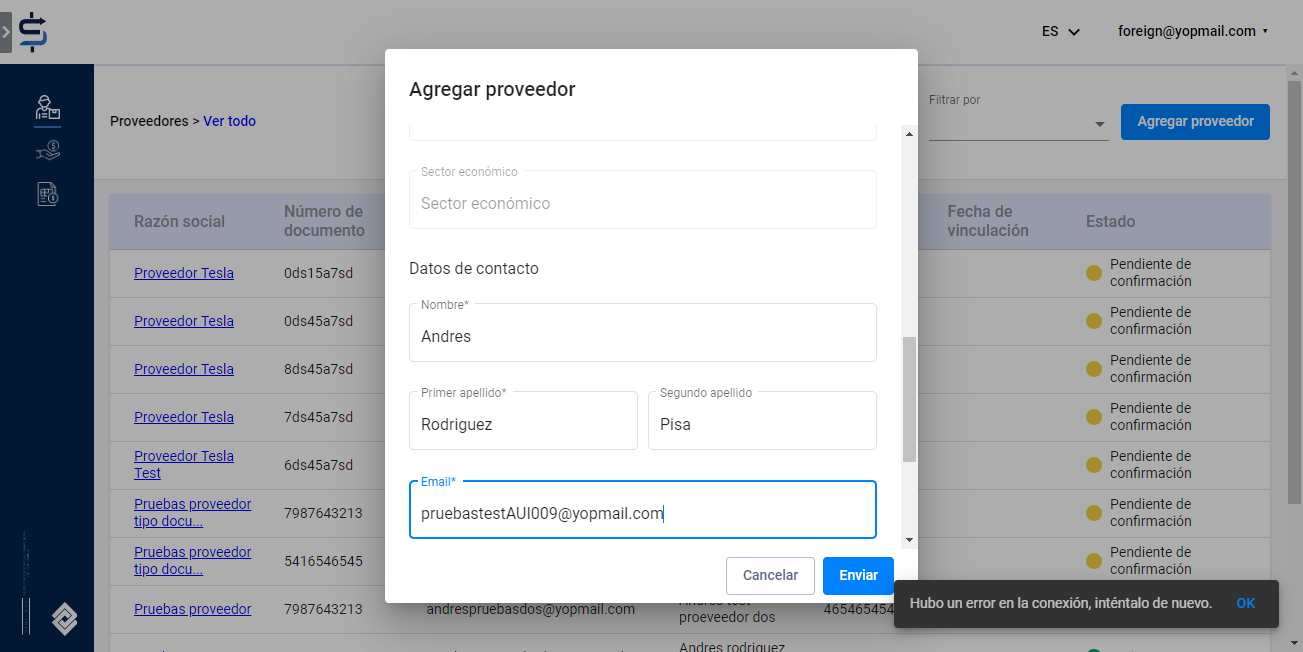 ES
foreign@yopmail.com
Proveedores > Ver todo
Filtrar por
Agregar proveedor
Razón social
Número de
documento
Fecha de
vinculación
Estado
Proveedor Tesla
0ds15a7sd
Pendiente de
confirmación
Proveedor Tesla
0ds45a7sd
Pendiente de
confirmación
Proveedor Tesla
8ds45a7sd
Pendiente de
confirmación
Proveedor Tesla
7ds45a7sd
Pendiente de
confirmación
Proveedor Tesla
Test
6ds45a7sd
Pendiente de
confirmación
Pruebas proveedor
tipo docu...
7987643213
Pendiente de
confirmación
Pruebas proveedor
tipo docu...
5416546545
Pendiente de
confirmación
Pruebas proveedor
7987643213
andrespruebasdos@yopmail.com
proeveedor dos
465465454
Andres rodriguez
Agregar proveedor
Sector económico
Sector económico
Datos de contacto
Nombre*
Andres
Primer apellido*
Rodriguez
Segundo apellido
Pisa
Email*
pruebastestAUI009@yopmail.com
Cancelar
Enviar
Hubo un error en la conexión, inténtalo de nuevo.
OK